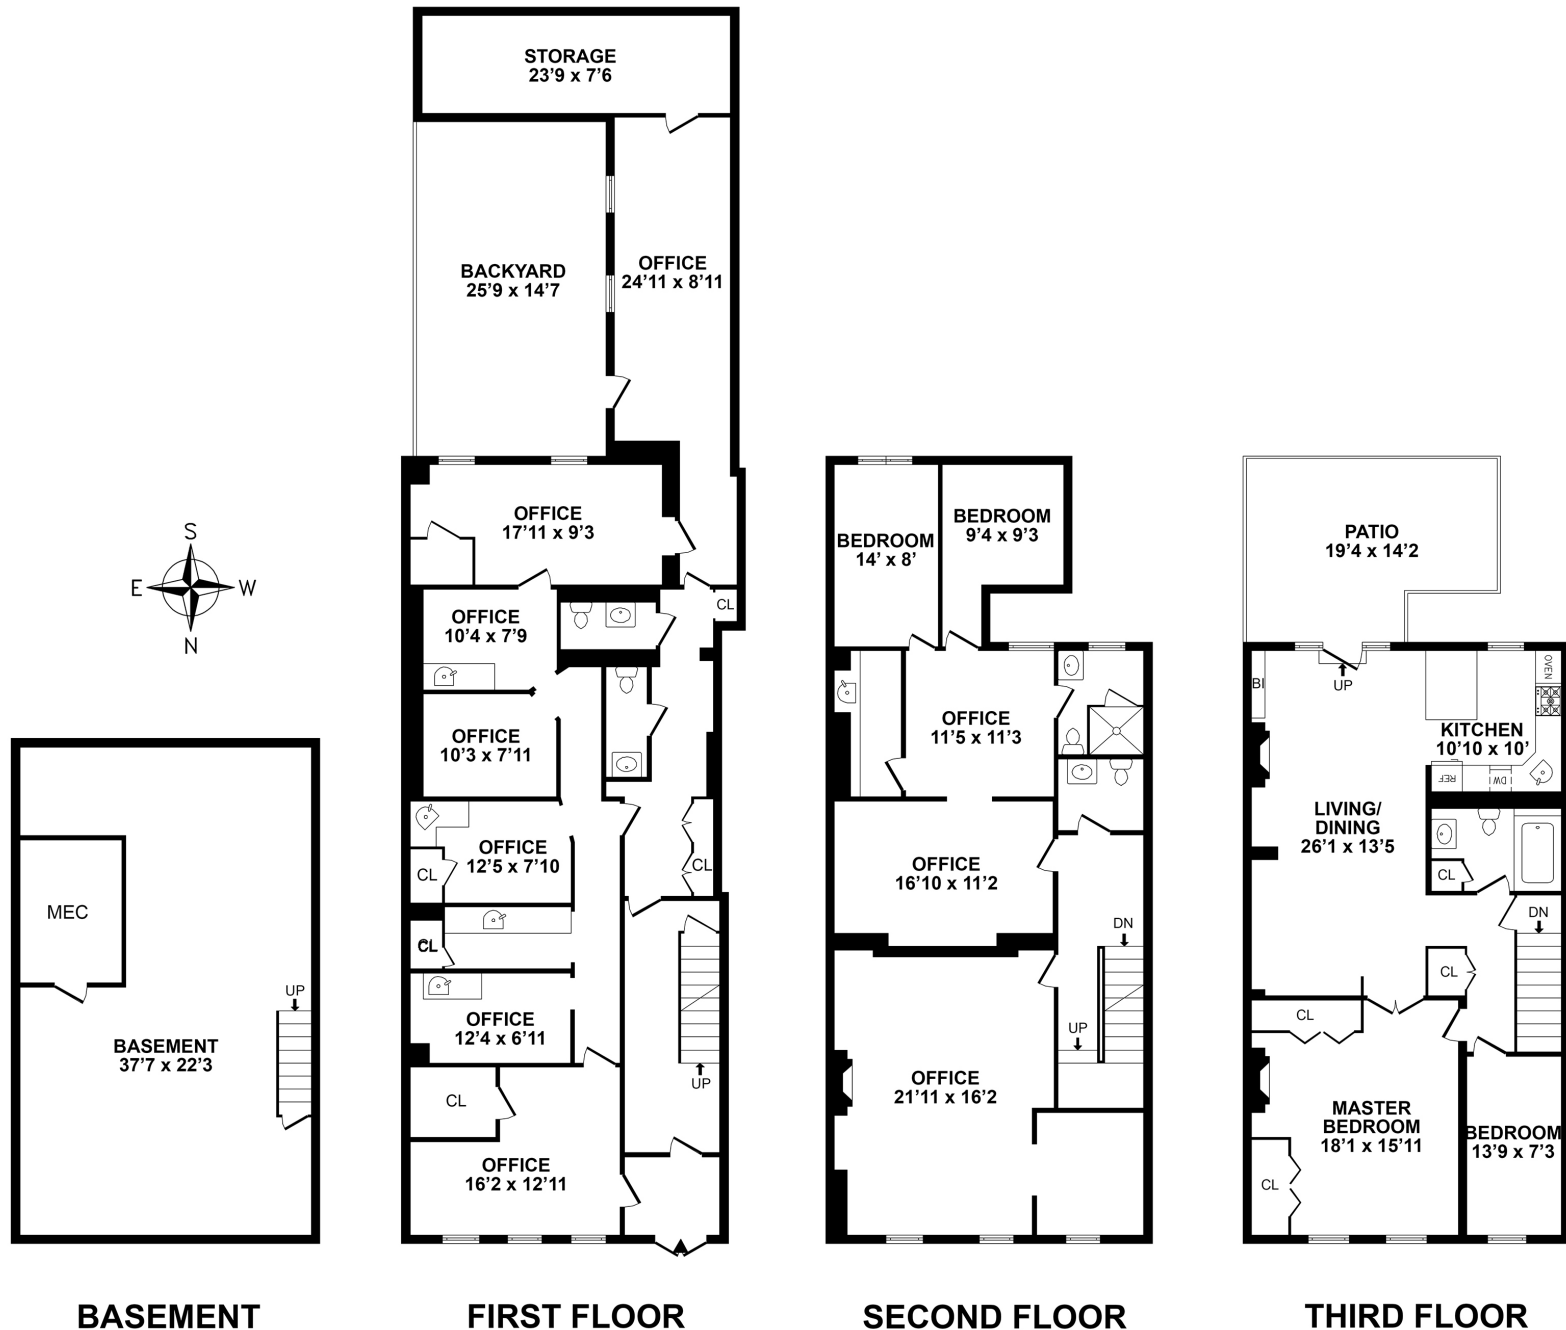 STORAGE
23'9 x 7'6
BACKYARD
25'9 x 14'7
OFFICE
24'11 x 8'11
OFFICE
17'11 x 9'3
CL
OFFICE
10'4 x 7'9
OFFICE
10'3 x 7'11
OFFICE
12'5 x 7'10
CL
CL
CL
OFFICE
12'4 x 6'11
UP
CL
OFFICE
16'2 x 12'11
FIRST FLOOR
S
E
W
N
MEC
UP
BASEMENT
37'7 x 22'3
BASEMENT
BEDROOM
14' x 8'
BEDROOM
9'4 x 9'3
OFFICE
11'5 x 11'3
OFFICE
16'10 x 11'2
DN
UP
OFFICE
21'11 x 16'2
SECOND FLOOR
PATIO
19'4 x 14'2
BI
UP
OVEN
KITCHEN
10'10 x 10'
REF
DW
LIVING/
DINING
26'1 x 13'5
CL
DN
CL
CL
MASTER
BEDROOM
18'1 x 15'11
BEDROOM
13'9 x 7'3
CL
THIRD FLOOR